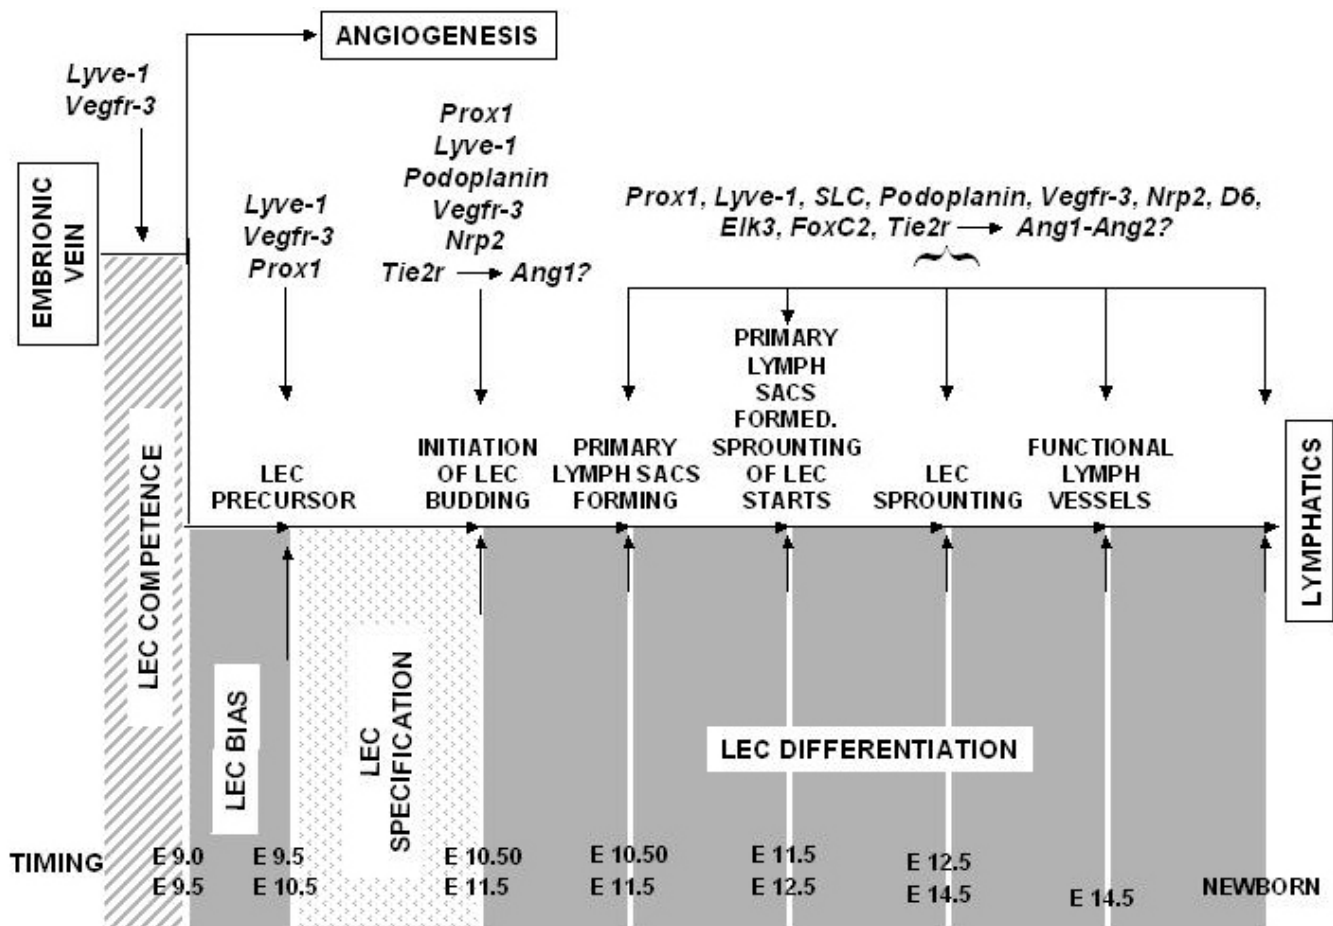 ANGIOGENESIS
Lyve-1
Vegfr-3
EMBRIONIC
VEIN
Lyve-1
Vegfr-3
Prox1
Prox1
Lyve-1
Podoplanin
Vegfr-3
Nrp2
Tie2r Ang1?
Prox1, Lyve-1, SLC, Podoplanin, Vegfr-3, Nrp2, D6,
Elk3, FoxC2, Tie2r Ang1-Ang2?
LEC
PRECURSOR
INITIATION
OF LEC
BUDDING
PRIMARY
LYMPH SACS
FORMING
PRIMARY
LYMPH
SACS
FORMED.
SPROUNTING
OF LEC
STARTS
LEC
SPROUNTING
FUNCTIONAL
LYMPH
VESSELS
LYMPHATICS
LEC COMPETENCE
LEC BIAS
LEC
SPECIFICATION
LEC DIFFERENTIATION
TIMING
E 9.0
E 9.5
E 9.5
E 10.5
E 10.50
E 11.5
E 10.50
E 11.5
E 11.5
E 12.5
E 12.5
E 14.5
E 14.5
NEWBORN